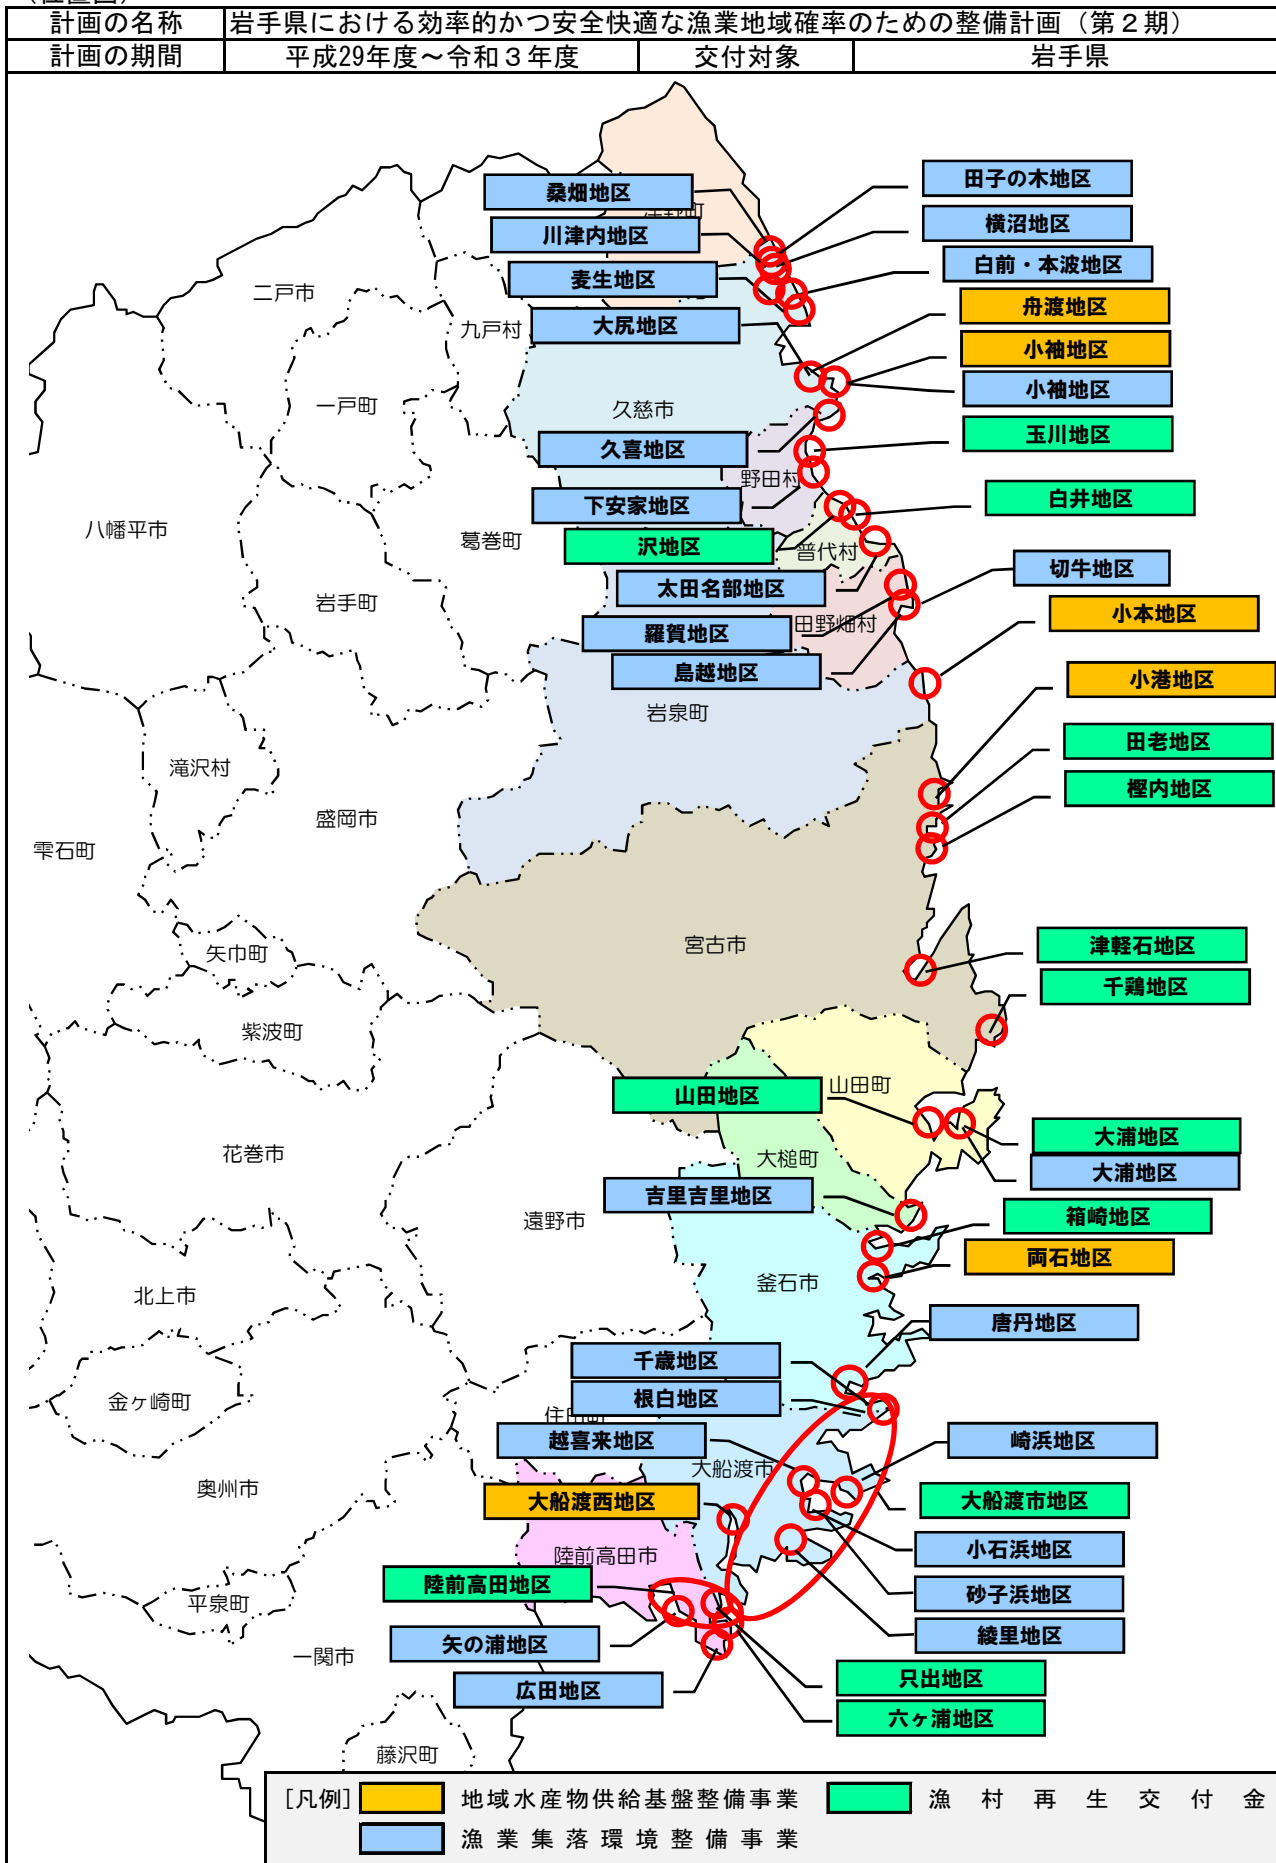 （位置図）
計画の名称 岩手県における効率的かつ安全快適な漁業地域確率のための整備計画（第２期）
計画の期間 平成29年度～令和３年度 交付対象 岩手県
桑畑地区
田子の木地区
川津内地区
横沼地区
麦生地区
白前・本波地区
大尻地区
舟渡地区
小袖地区
小袖地区
久喜地区
玉川地区
下安家地区
白井地区
沢地区
太田名部地区
切牛地区
羅賀地区
小本地区
島越地区
小港地区
田老地区
樫内地区
津軽石地区
千鶏地区
山田地区
大浦地区
大浦地区
吉里吉里地区
箱崎地区
両石地区
唐丹地区
千歳地区
根白地区
越喜来地区
崎浜地区
大船渡西地区
大船渡市地区
小石浜地区
陸前高田地区
砂子浜地区
矢の浦地区
綾里地区
広田地区
只出地区
六ヶ浦地区
二戸市
九戸村
一戸町
久慈市
野田村
八幡平市
葛巻町
普代村
岩手町
田野畑村
岩泉町
滝沢村
盛岡市
雫石町
宮古市
矢巾町
紫波町
山田町
花巻市
大槌町
遠野市
北上市
釜石市
金ヶ崎町
住田町
奥州市
大船渡市
陸前高田市
平泉町
一関市
藤沢町
［凡例］ 地域水産物供給基盤整備事業 漁村再生交付金
漁業集落環境整備事業